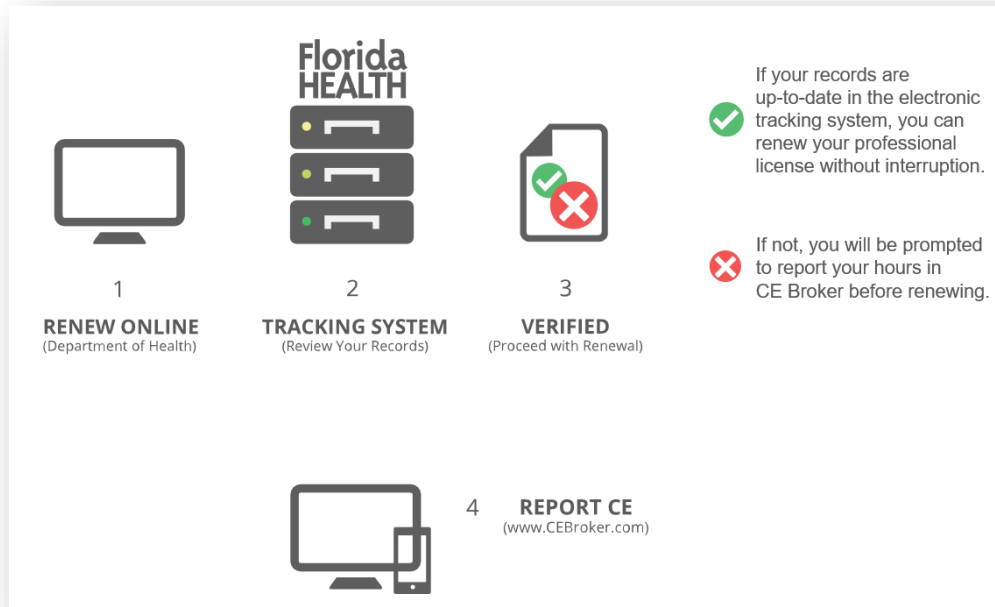 Florida
HEALTH
If your records are
up-to-date in the electronic
tracking system, you can
renew your professional
license without interruption.
If not, you will be prompted
to report your hours in
CE Broker before renewing.
1
RENEW ONLINE
(Department of Health)
2
TRACKING SYSTEM
(Review Your Records)
3
VERIFIED
(Proceed with Renewal)
4
REPORT CE
(www.CEBroker.com)